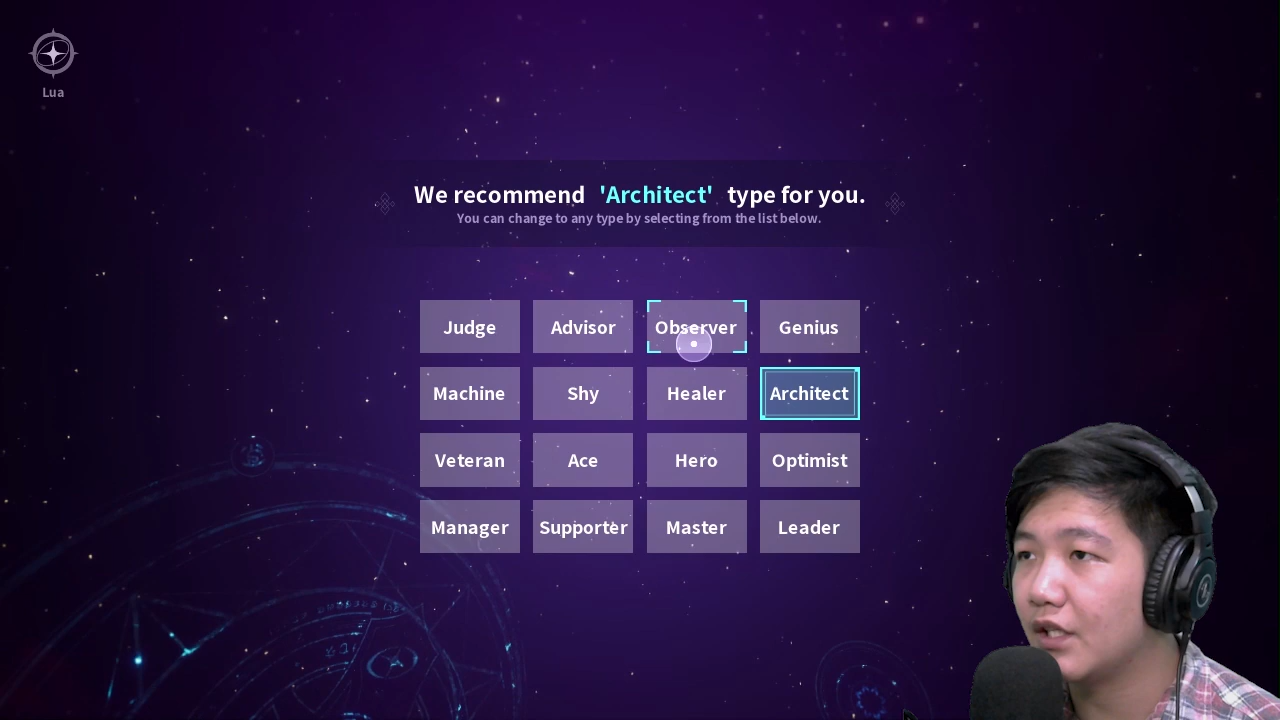 Lua
We recommend 'Architect' type for you.
You can change to any type by selecting from the list below.
Judge
Advisor
Observer
Genius
Machine
Shy
Healer
Architect
Veteran
Ace
Hero
Optimist
Manager
Supporter
Master
Leader